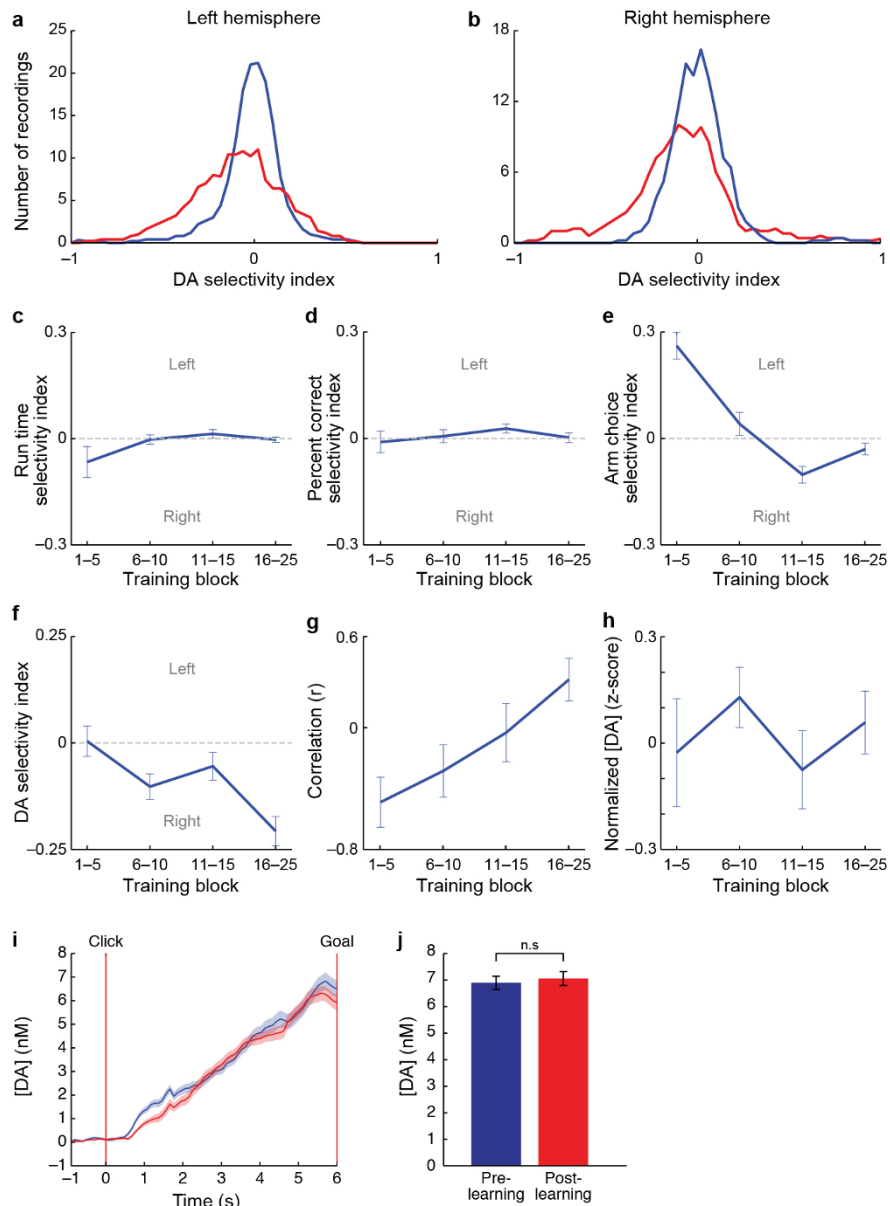 a
Left hemisphere
Number of recordings
25
20
15
10
5
0
–1
0
1
DA selectivity index
b
Right hemisphere
18
12
6
0
–1
0
1
DA selectivity index
c
Run time
selectivity index
0.3
0
–0.3
Left
Right
1–5
6–10
11–15
16–25
Training block
d
Percent correct
selectivity index
0.3
0
–0.3
Left
Right
1–5
6–10
11–15
16–25
Training block
e
Arm choice
selectivity index
0.3
0
–0.3
Left
Right
1–5
6–10
11–15
16–25
Training block
f
DA selectivity index
0.25
0
–0.25
Left
Right
1–5
6–10
11–15
16–25
Training block
g
Correlation (r)
0.6
0
–0.8
1–5
6–10
11–15
16–25
Training block
h
Normalized [DA] (z-score)
0.3
0
–0.3
1–5
6–10
11–15
16–25
Training block
i
Click
Goal
[DA] (nM)
8
7
6
5
4
3
2
1
0
–1
–1
0
1
2
3
4
5
6
Time (s)
j
n.s
[DA] (nM)
8
7
6
5
4
3
2
1
0
Pre-
learning
Post-
learning